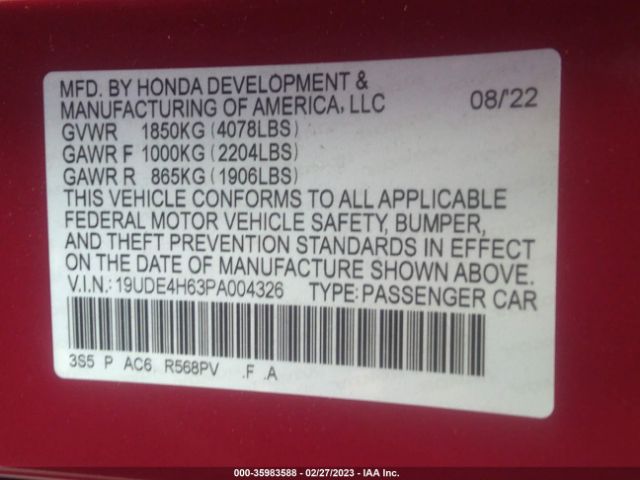 MFD. BY HONDA DEVELOPMENT &
MANUFACTURING OF AMERICA, LLC 08/'22
GVWR 1850KG (4078LBS)
GAWR F 1000KG (2204LBS)
GAWR R 865KG (1906LBS)
THIS VEHICLE CONFORMS TO ALL APPLICABLE
FEDERAL MOTOR VEHICLE SAFETY, BUMPER,
AND THEFT PREVENTION STANDARDS IN EFFECT
ON THE DATE OF MANUFACTURE SHOWN ABOVE.
V.I.N.: 19UDE4H63PA004326 TYPE: PASSENGER CAR
3S5 P AC6 R568PV .F .A
000-35983588 - 02/27/2023 - IAA Inc.